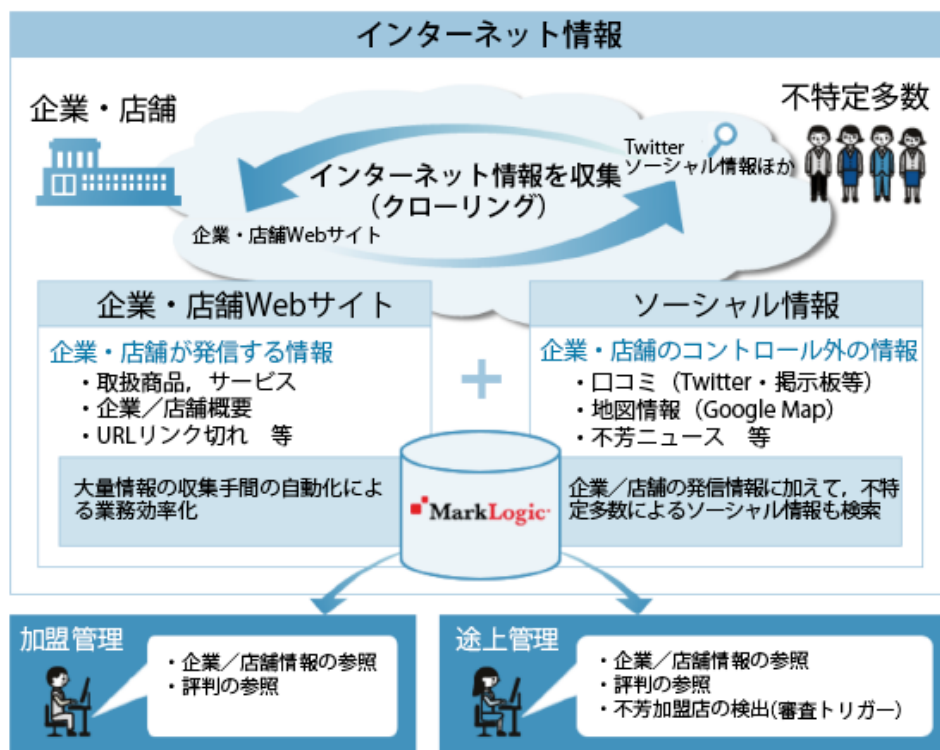 インターネット情報
企業・店舗
不特定多数
Twitter
ソーシャル情報ほか
インターネット情報を収集
（クローリング）
企業・店舗Webサイト
企業・店舗Webサイト
企業・店舗が発信する情報
・取扱商品，サービス
・企業／店舗概要
・URLリンク切れ　等
大量情報の収集手間の自動化によ
る業務効率化
+
ソーシャル情報
企業・店舗のコントロール外の情報
・口コミ（Twitter・掲示板等）
・地図情報（Google Map）
・不芳ニュース　等
企業／店舗の発信情報に加えて，不特
定多数によるソーシャル情報も検索
MarkLogic
加盟管理
・企業／店舗情報の参照
・評判の参照
途上管理
・企業／店舗情報の参照
・評判の参照
・不芳加盟店の検出(審査トリガー）